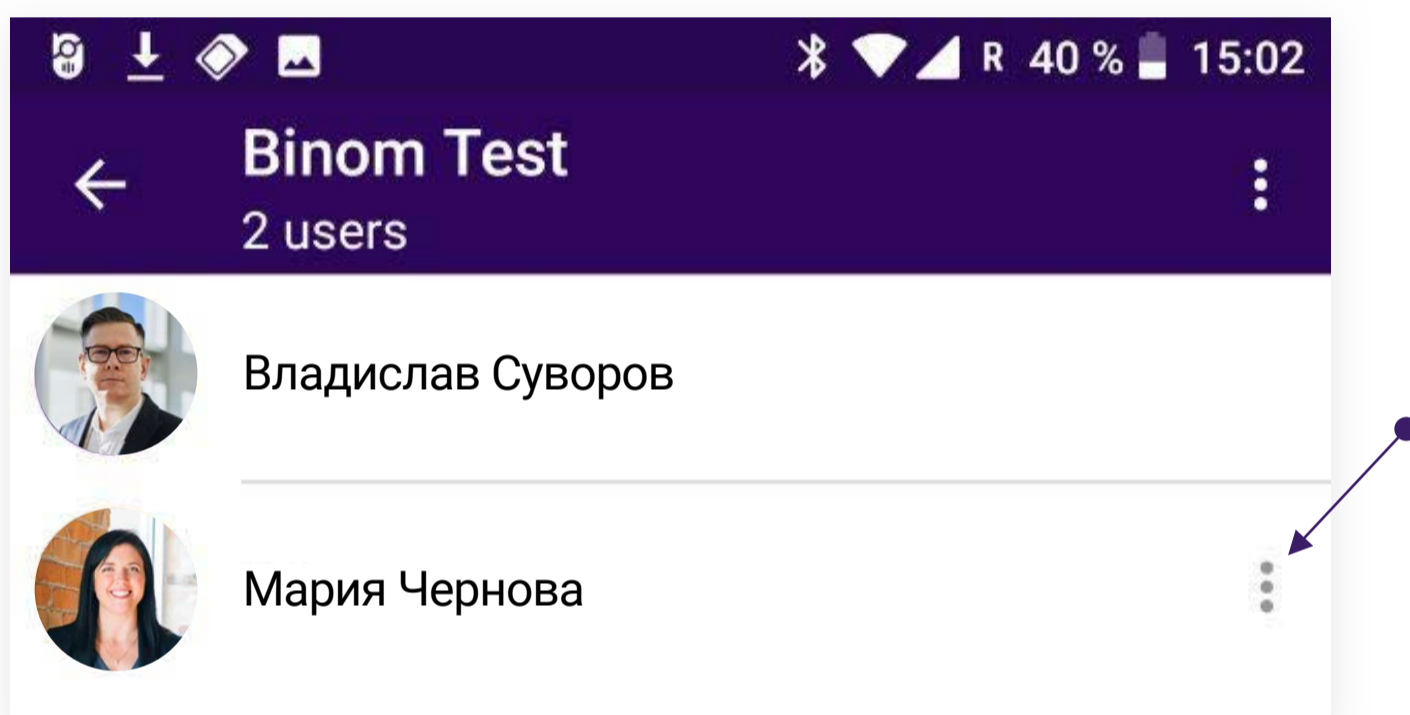 R 40 % 15:02
Binom Test
2 users
Владислав Суворов
Мария Чернова